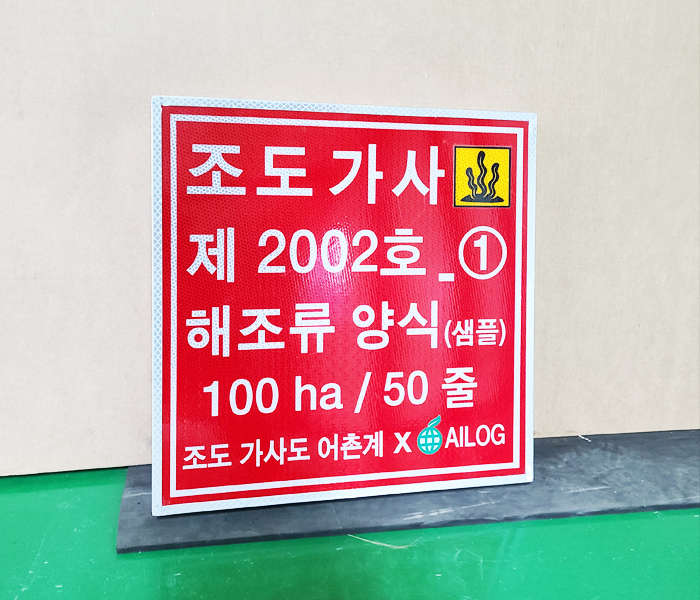 조도 가사
제 2002호_①
해조류 양식(샘플)
100 ha / 50 줄
조도 가사도 어촌계 X AILOG